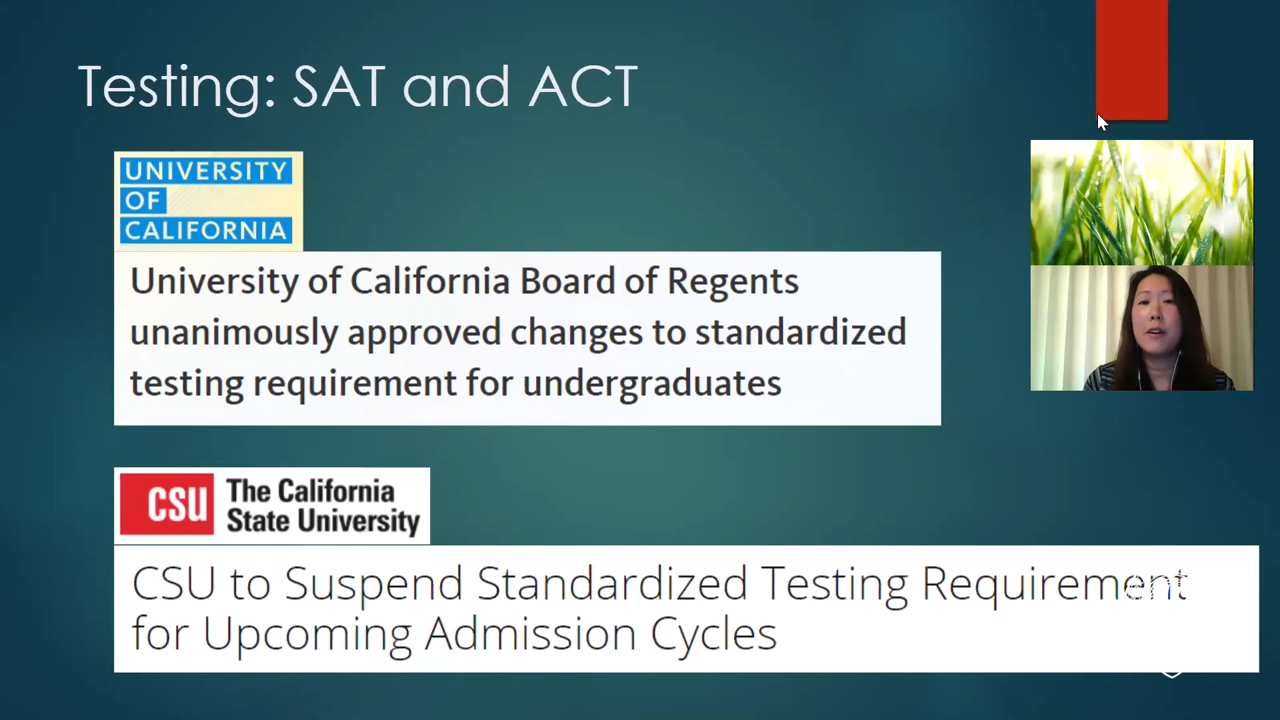 Testing: SAT and ACT
UNIVERSITY
OF
CALIFORNIA
University of California Board of Regents
unanimously approved changes to standardized
testing requirement for undergraduates
CSU
The California
State University
CSU to Suspend Standardized Testing Requirement
for Upcoming Admission Cycles